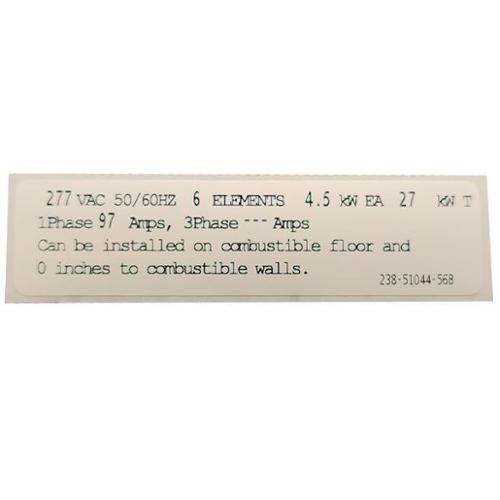 277 VAC 50/60HZ 6 ELEMENTS 4.5 kW EA 27 kW T
1Phase 97 Amps, 3Phase --- Amps
Can be installed on combustible floor and
0 inches to combustible walls.
238-51044-56B